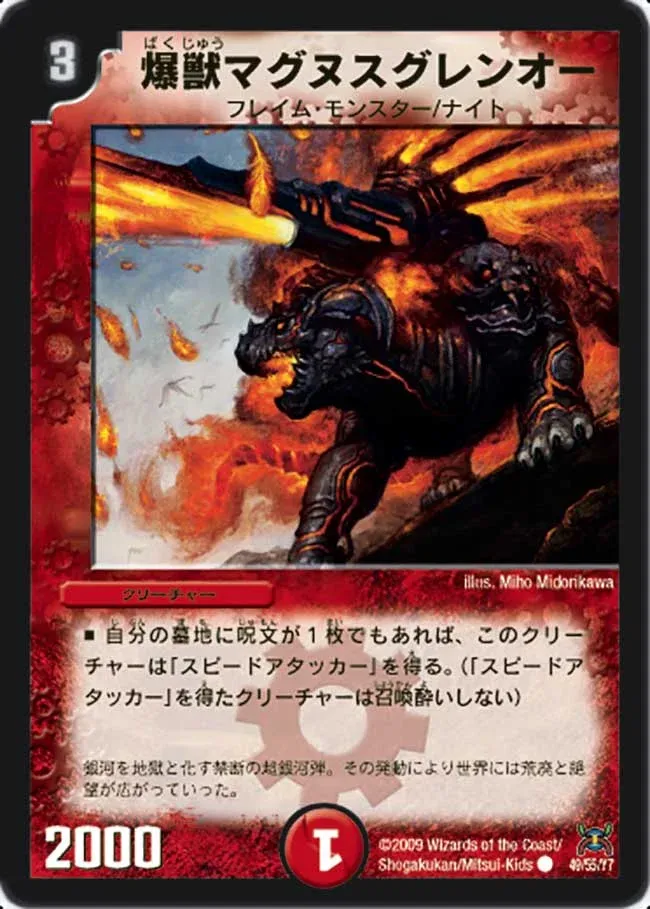 3
ばくじゅう
爆獣マグヌスグレンオー
フレイム・モンスター/ナイト
illus. Miho Midorikawa
クリーチャー
■ 自分の墓地に呪文が1枚でもあれば、このクリー
チャーは「スピードアタッカー」を得る。(「スピードア
タッカー」を得たクリーチャーは召喚酔いしない)
銀河を地獄と化す禁断の超銀河弾。その発動により世界には荒廃と絶
望が広がっていった。
2000
1
©2009 Wizards of the Coast/
Shogakukan/Mitsui-Kids
49/55/Y7